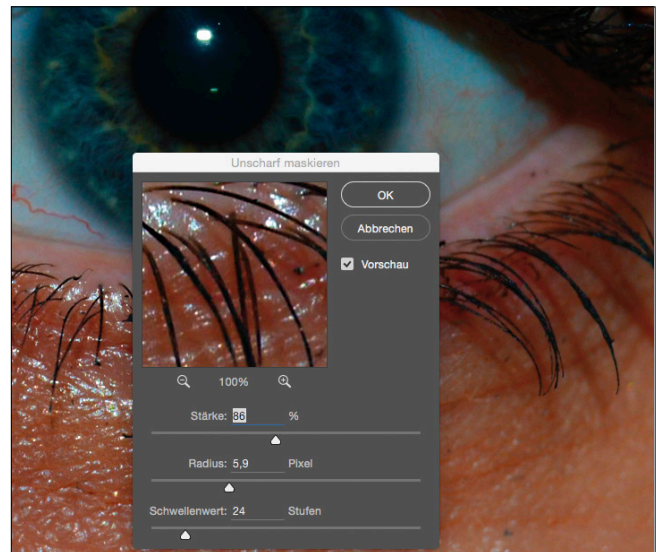 Unscharf maskieren
OK
Abbrechen
Vorschau
100%
Stärke: 86 %
Radius: 5,9 Pixel
Schwellenwert: 24 Stufen